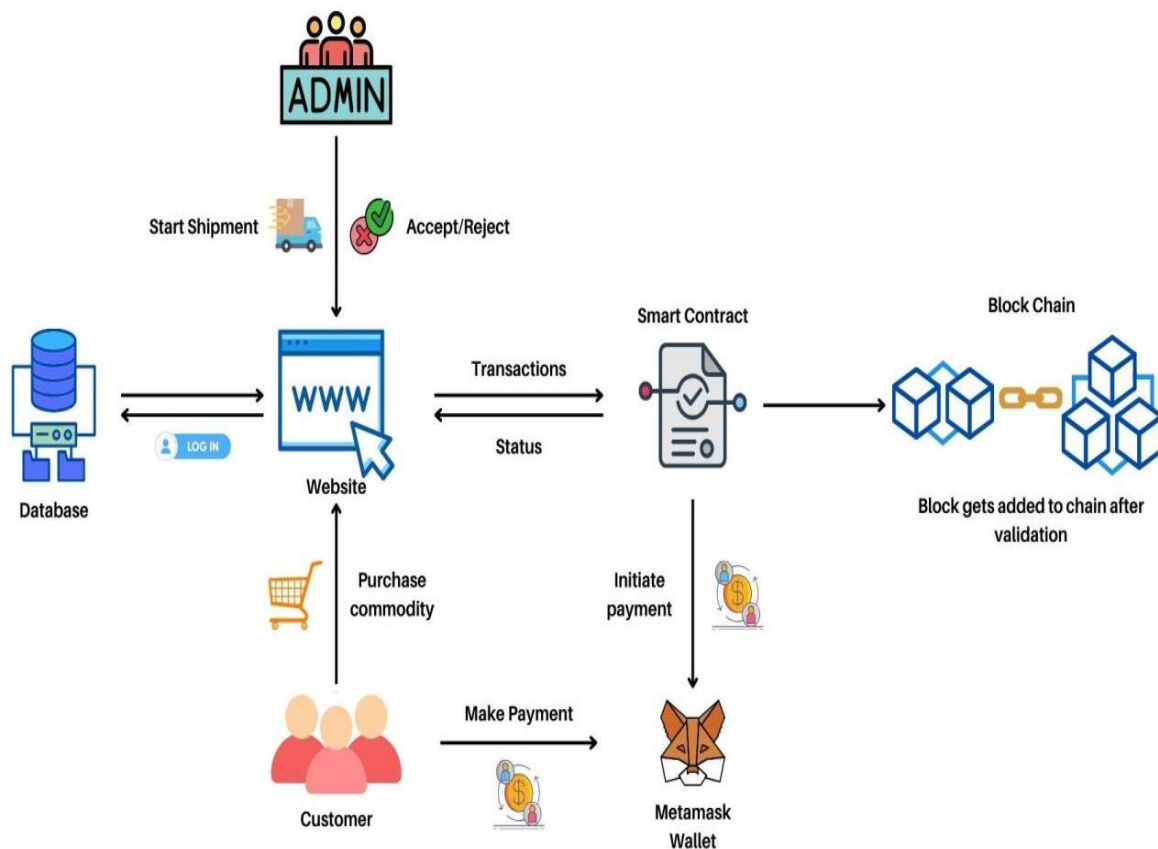 ADMIN
Start Shipment
Accept/Reject
Smart Contract
Block Chain
WWW
Transactions
Status
LOG IN
Database
Website
Block gets added to chain after
validation
Purchase
commodity
Initiate
payment
Make Payment
Customer
Metamask
Wallet